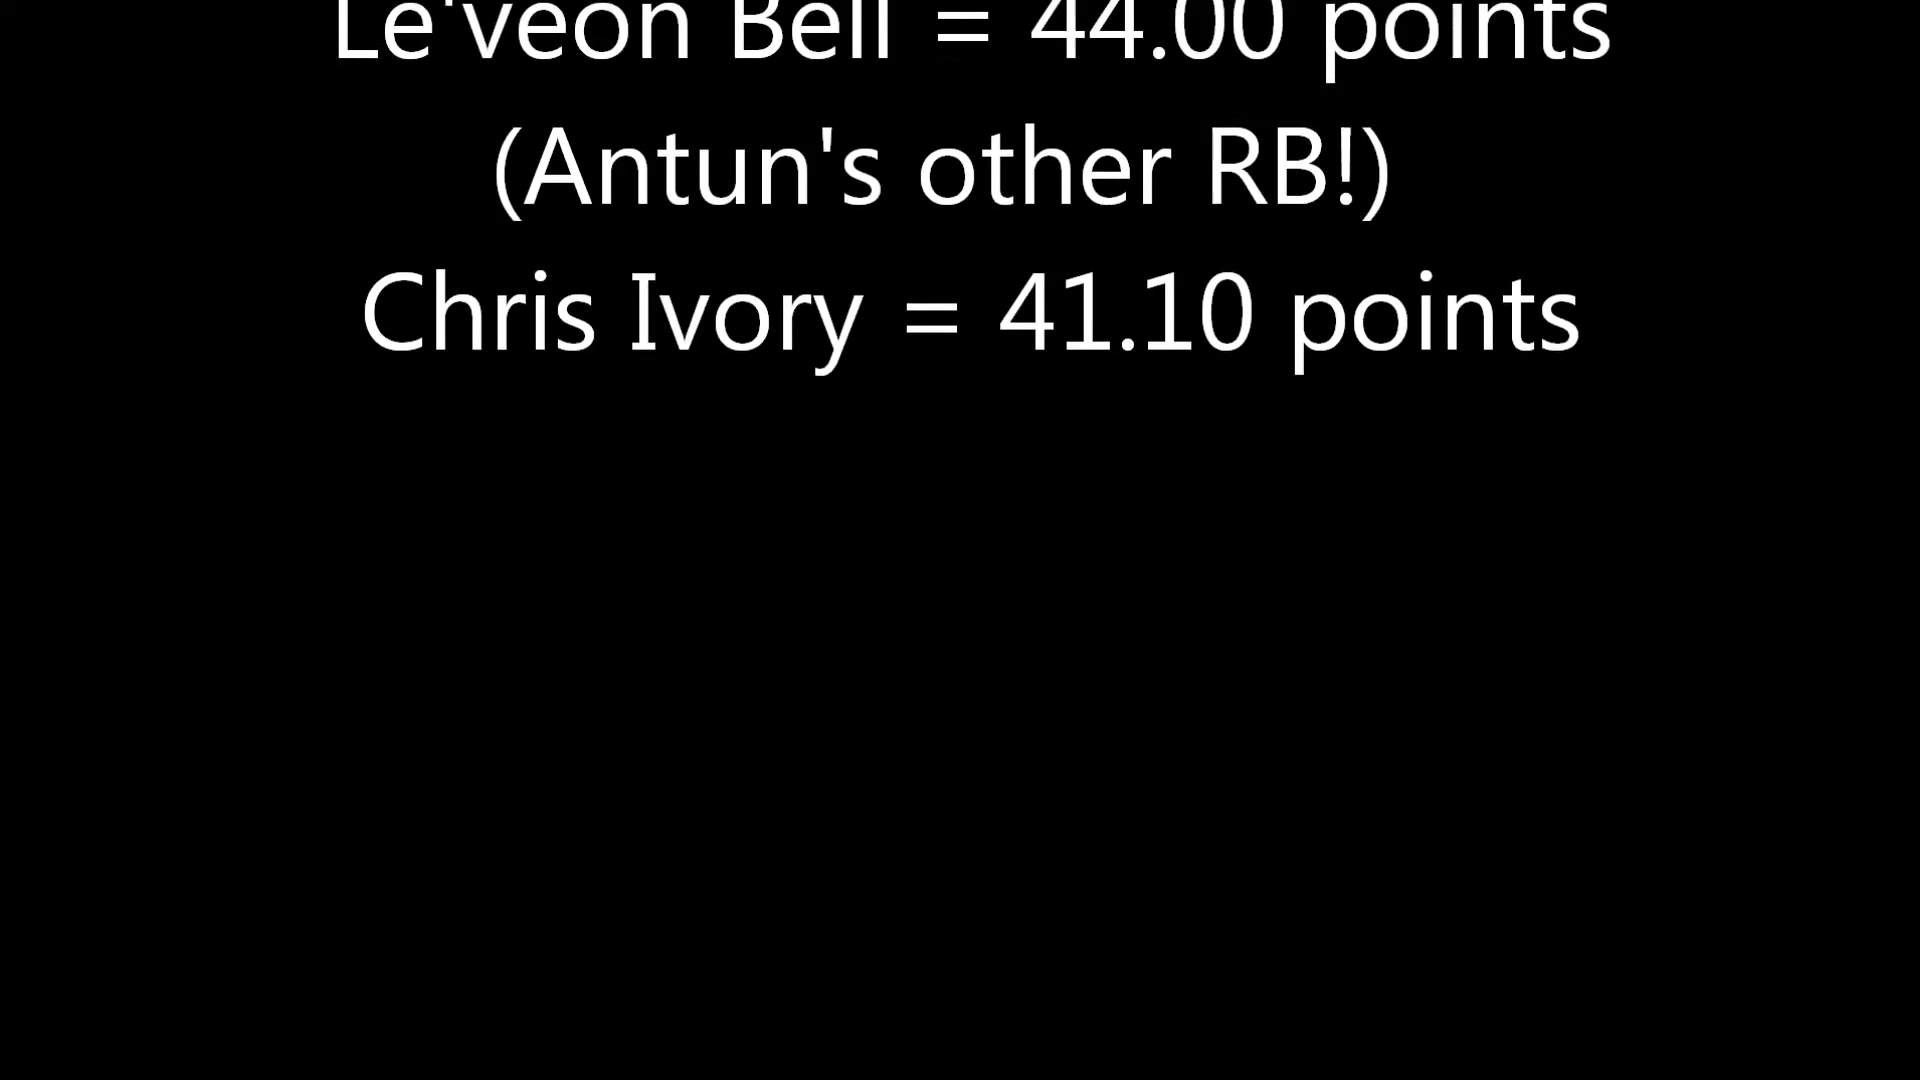 Le'veon Bell = 44.00 points
(Antun's other RB!)
Chris Ivory = 41.10 points